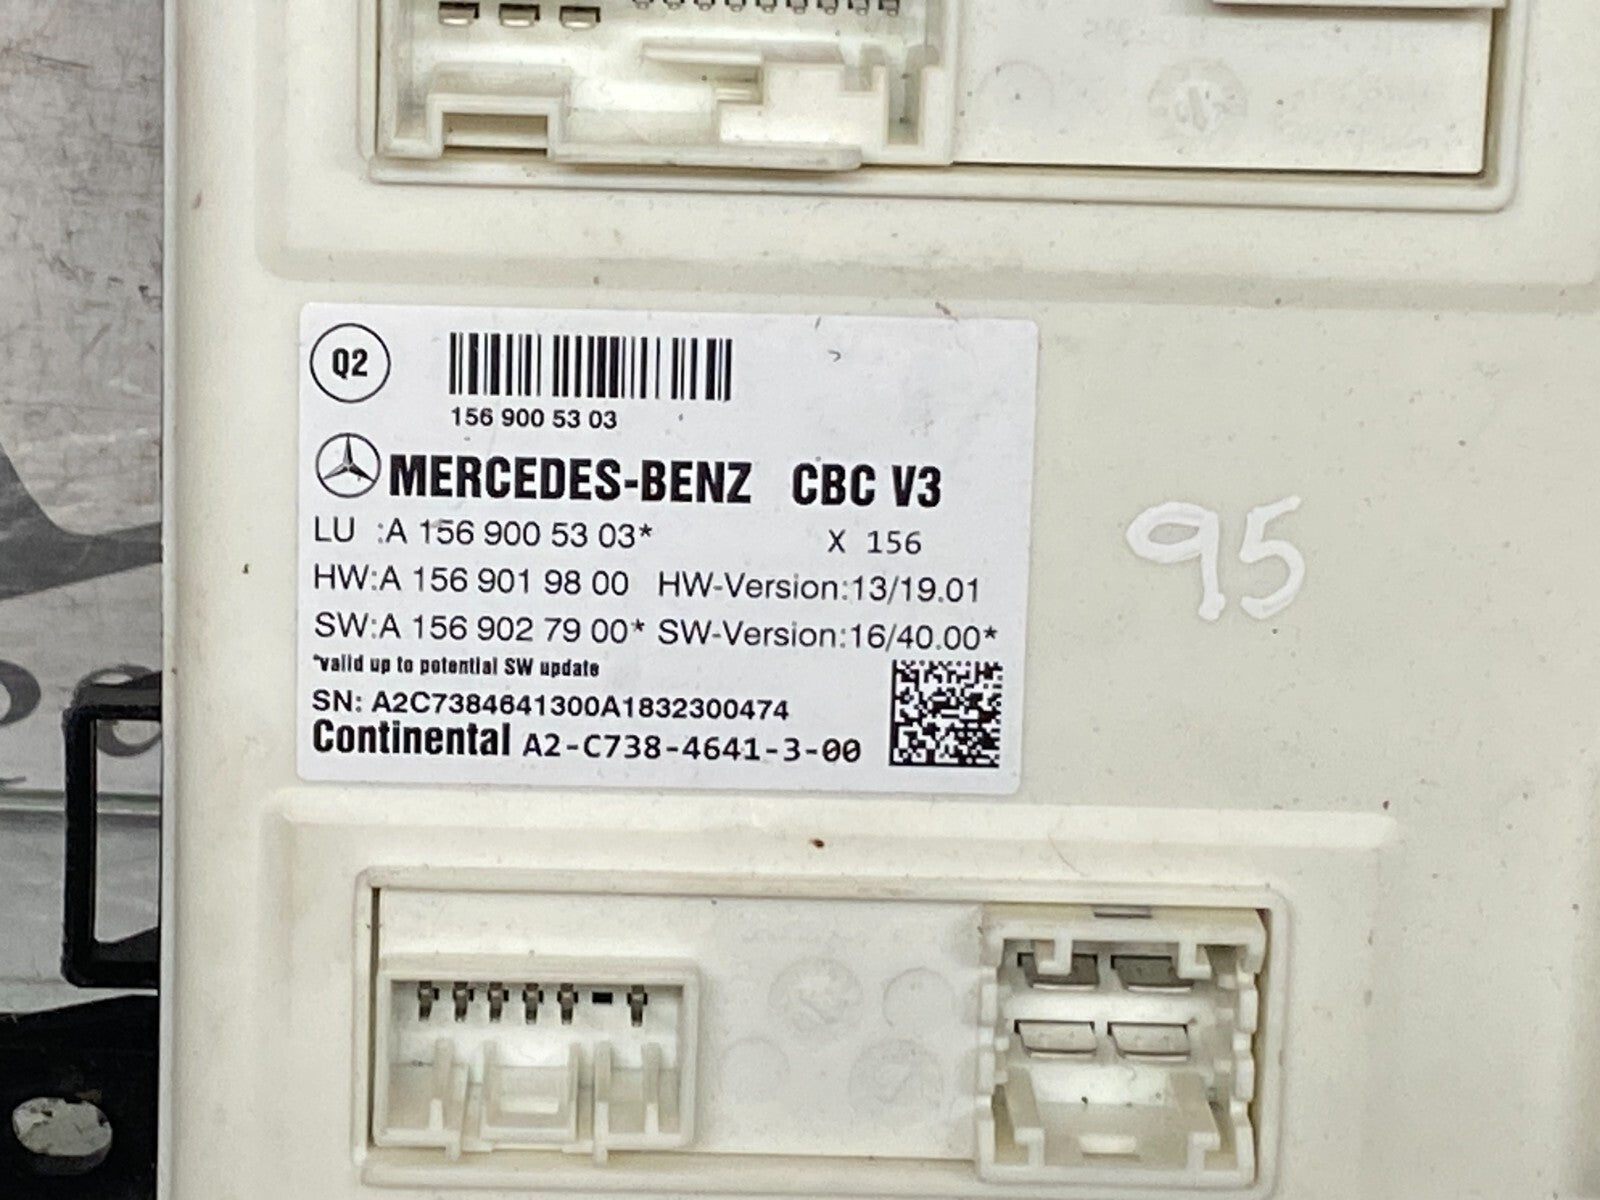 Q2
156 900 53 03
MERCEDES-BENZ CBC V3
LU :A 156 900 53 03* X 156
HW:A 156 901 98 00 HW-Version:13/19.01
SW:A 156 902 79 00* SW-Version:16/40.00*
*valid up to potential SW update
SN: A2C7384641300A1832300474
Continental A2-C738-4641-3-00
95